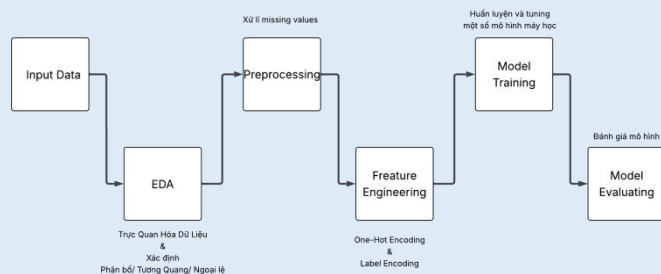 Input Data
EDA
Trực Quan Hóa Dữ Liệu
&
Xác định
Phân bố/ Tương Quang/ Ngoại lệ
Xử lí missing values
Preprocessing
Freature
Engineering
One-Hot Encoding
&
Label Encoding
Huấn luyện và tuning
một số mô hình máy học
Model
Training
Đánh giá mô hình
Model
Evaluating